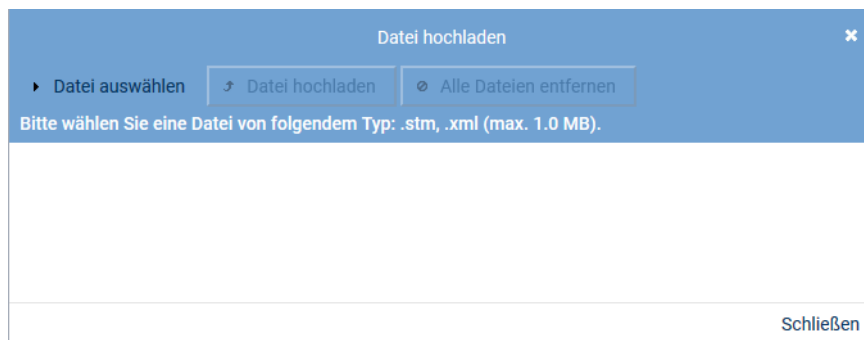 Datei hochladen
Datei auswählen Datei hochladen Alle Dateien entfernen
Bitte wählen Sie eine Datei von folgendem Typ: .stm, .xml (max. 1.0 MB).
Schließen